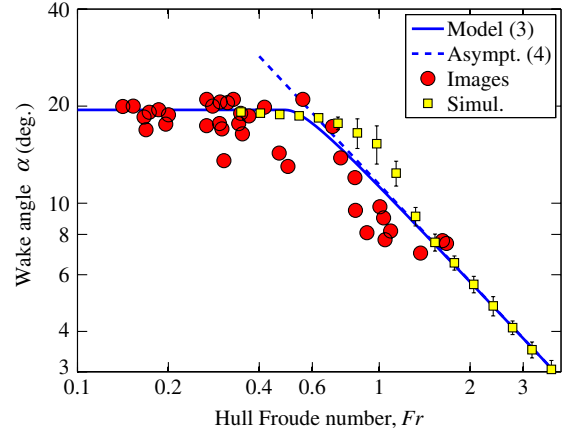 40
Model (3)
Asympt. (4)
Images
Simul.
20
10
8
6
4
3
Wake angle α (deg.)
0.1 0.2 0.4 0.6 1 2 3
Hull Froude number, Fr